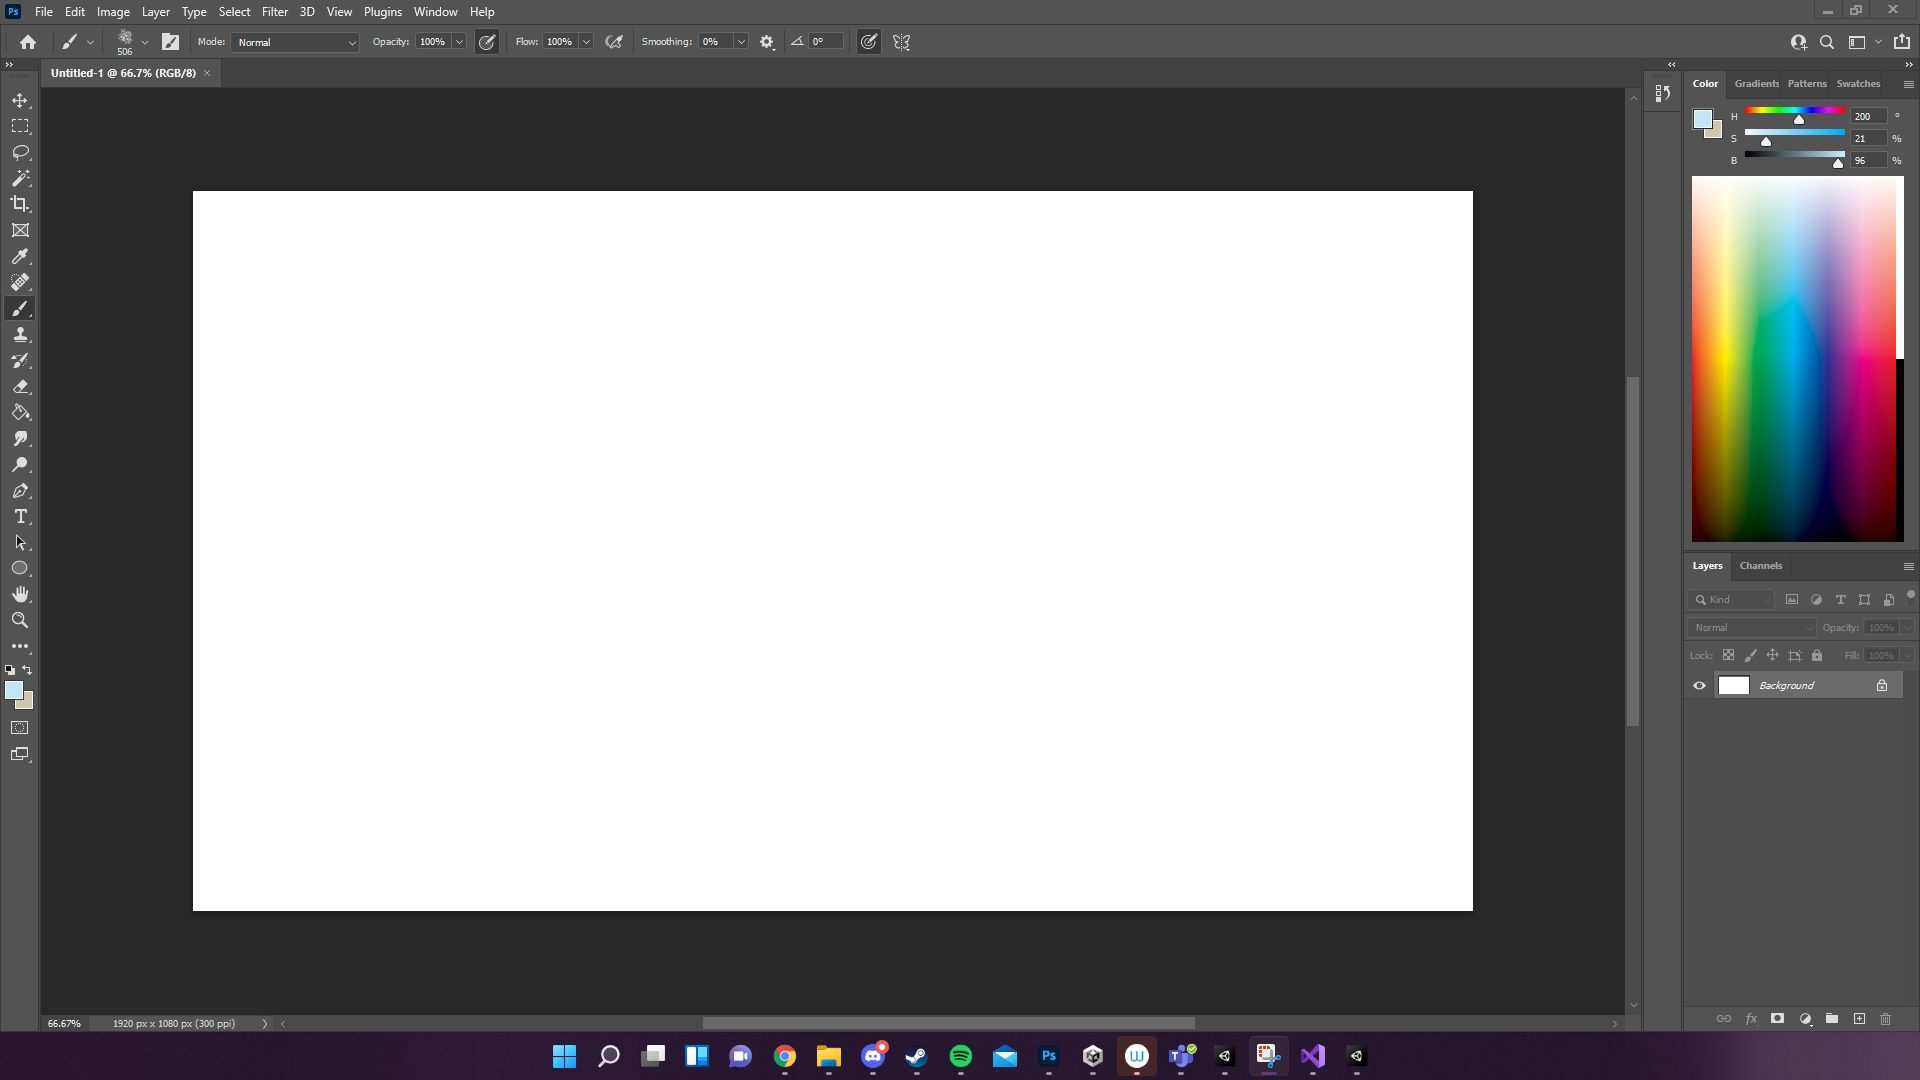 Ps File Edit Image Layer Type Select Filter 3D View Plugins Window Help
506 Mode: Normal Opacity: 100% Flow: 100% Smoothing: 0% 0°
Untitled-1 @ 66.7% (RGB/8) ×
Color Gradients Patterns Swatches
H 200 °
S 21 %
B 96 %
Layers Channels
Kind
Normal Opacity: 100%
Lock: Fill: 100%
Background
fx
66.67% 1920 px x 1080 px (300 ppi)
Ps